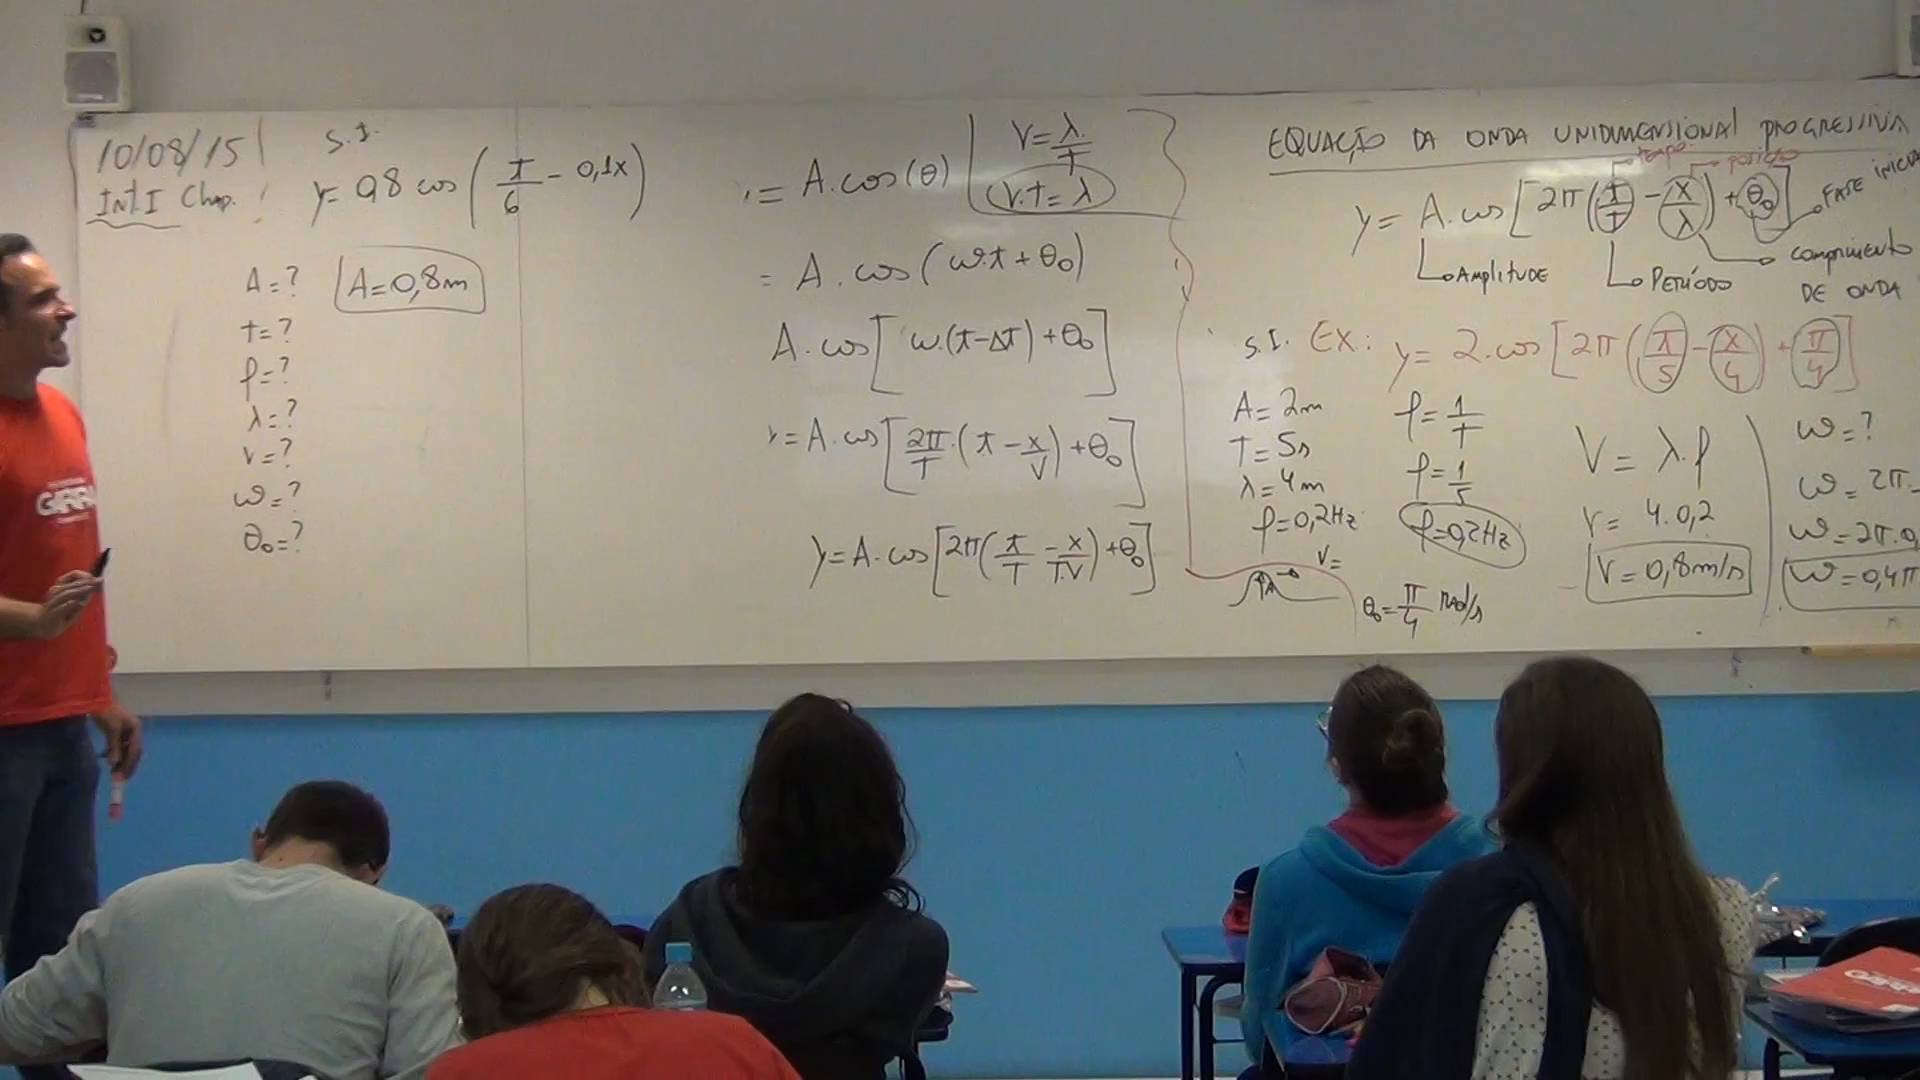 10/08/15
Int.I Chap.
S.I.
y = 0,8 cos (t/6 - 0,1x)
A = ?
A = 0,8m
T = ?
f = ?
λ = ?
v = ?
ω = ?
θ₀ = ?
= A.cos(θ)
V = λ/T
V.T = λ
= A.cos(ω.t + θ₀)
A.cos[ω.(t-Δt) + θ₀]
y = A.cos[2π/T.(t - x/V) + θ₀]
y = A.cos[2π(t/T - x/T.V) + θ₀]
EQUAÇÃO DA ONDA UNIDIMENSIONAL PROGRESSIVA
tempo
posição
y = A.cos[2π(t/T - x/λ) + θ₀]
FASE
Amplitude
PERÍODO
comprimento
DE ONDA
S.I. EX: y = 2.cos[2π(t/5 - x/4) + π/4]
A = 2m
T = 5s
λ = 4m
f = 0,2Hz
V =
A
θ₀ = π/4 rad/s
f = 1/T
f = 1/5
f = 0,2Hz
V = λ.f
V = 4.0,2
V = 0,8m/s
ω = ?
ω = 2π.
ω = 2π.0,
ω = 0,4π